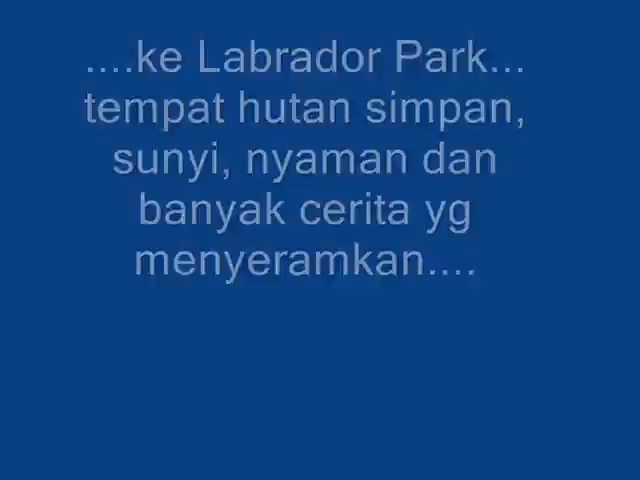 ....ke Labrador Park...
tempat hutan simpan,
sunyi, nyaman dan
banyak cerita yg
menyeramkan....